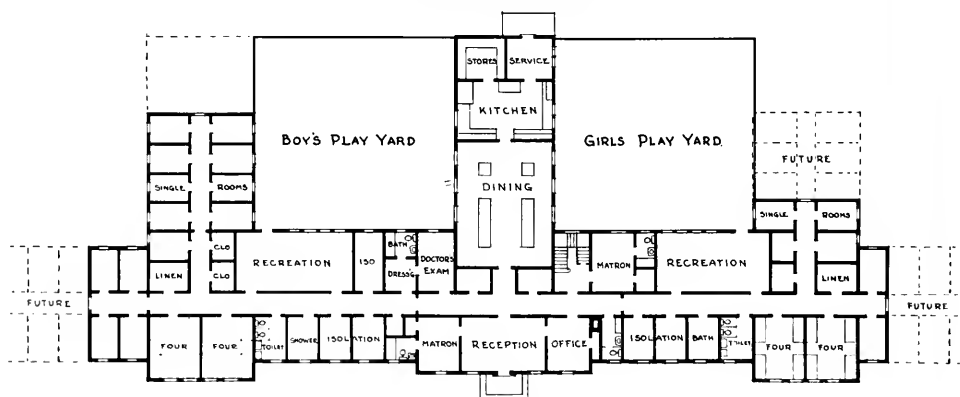 STORES
SERVICE
KITCHEN
BOY'S PLAY YARD
GIRLS PLAY YARD
FUTURE
DINING
SINGLE ROOMS
SINGLE ROOMS
CLO
BATH
DOCTORS
EXAM
LINEN
CLO
RECREATION
ISO
DRESS'G
MATRON
RECREATION
LINEN
FUTURE
FUTURE
FOUR
FOUR
TOILET
SHOWER
ISOLATION
MATRON
RECEPTION
OFFICE
ISOLATION
BATH
TOILET
FOUR
FOUR